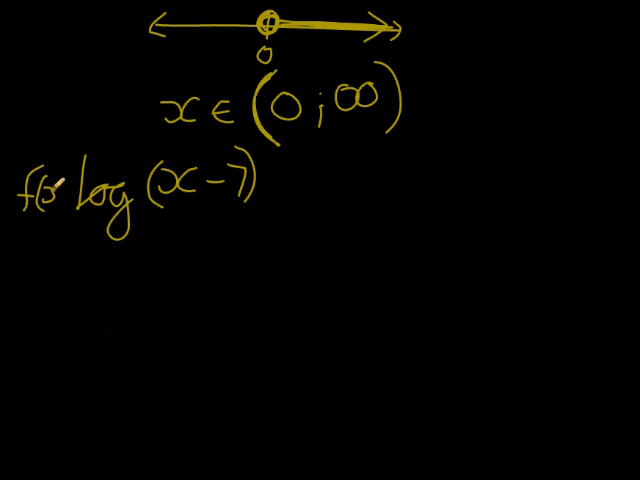 0
x ∈ (0 ; ∞)
f(x log (x - 7)